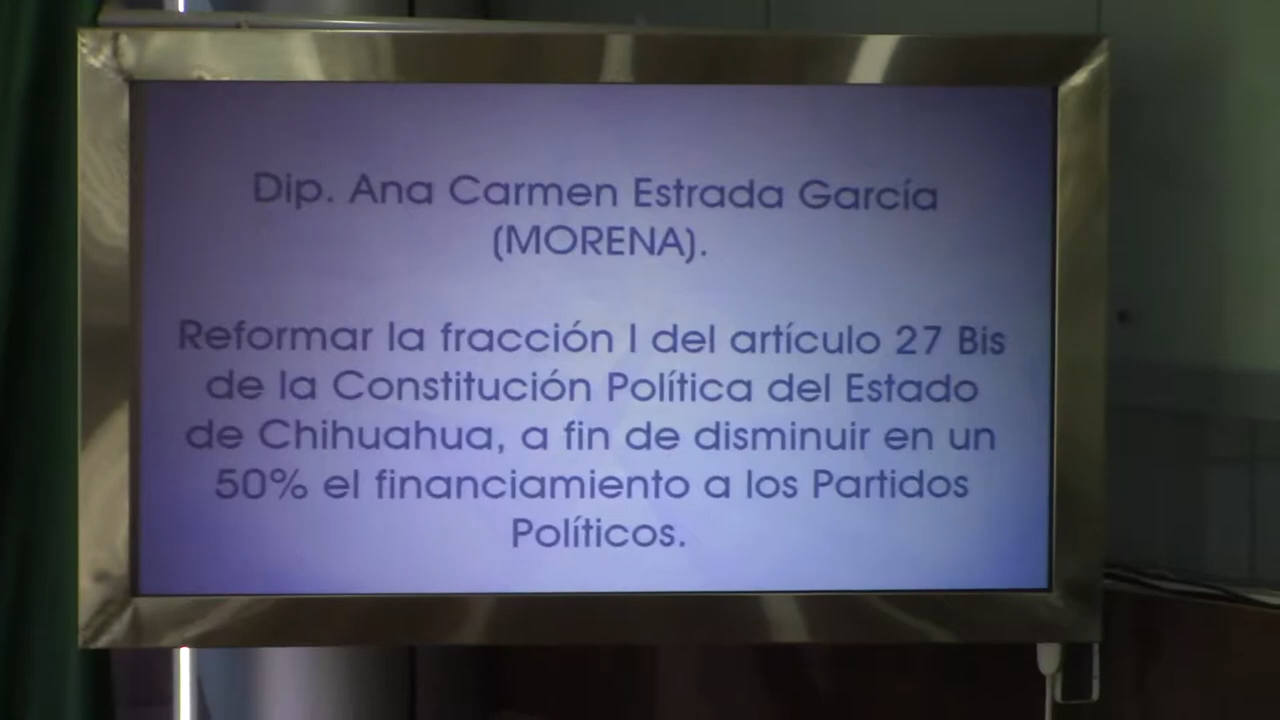 Dip. Ana Carmen Estrada García
(MORENA).
Reformar la fracción I del artículo 27 Bis
de la Constitución Política del Estado
de Chihuahua, a fin de disminuir en un
50% el financiamiento a los Partidos
Políticos.